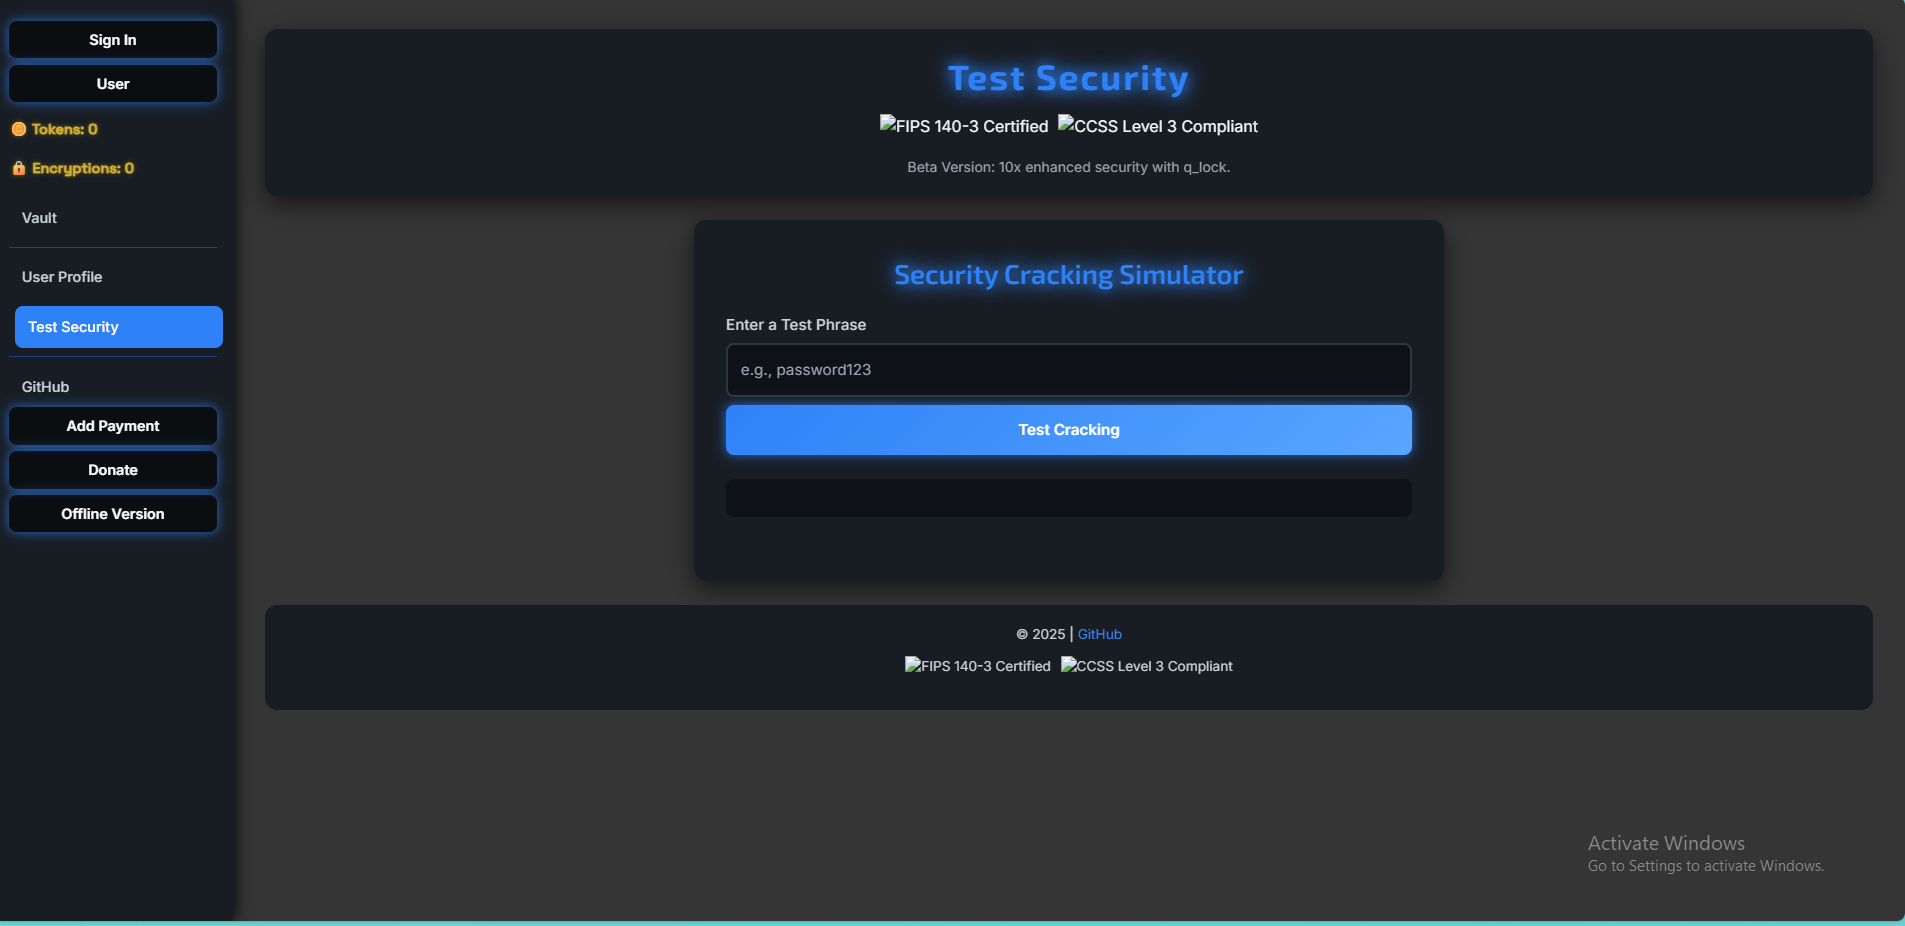 Sign In
User
Tokens: 0
Encryptions: 0
Vault
User Profile
Test Security
GitHub
Add Payment
Donate
Offline Version
Test Security
FIPS 140-3 Certified CCSS Level 3 Compliant
Beta Version: 10x enhanced security with q_lock.
Security Cracking Simulator
Enter a Test Phrase
e.g., password123
Test Cracking
© 2025 | GitHub
FIPS 140-3 Certified CCSS Level 3 Compliant
Activate Windows
Go to Settings to activate Windows.